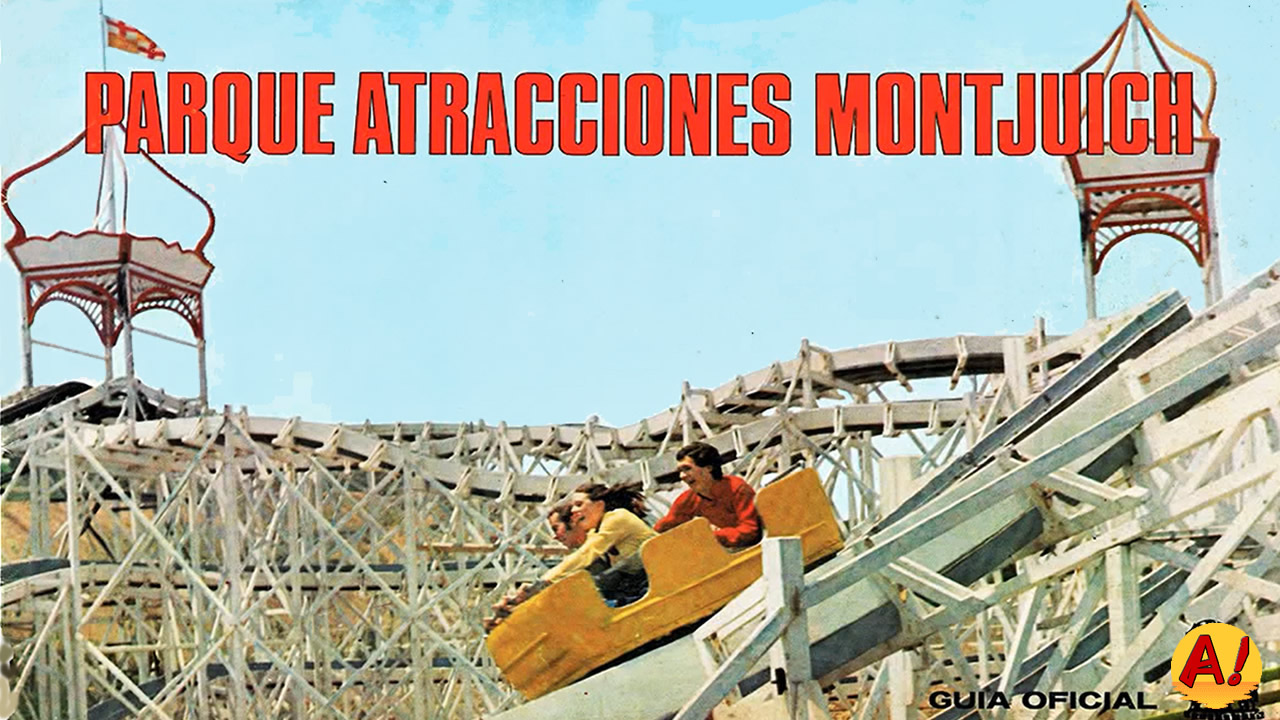 PARQUE ATRACCIONES MONTJUICH
GUIA OFICIAL
A!